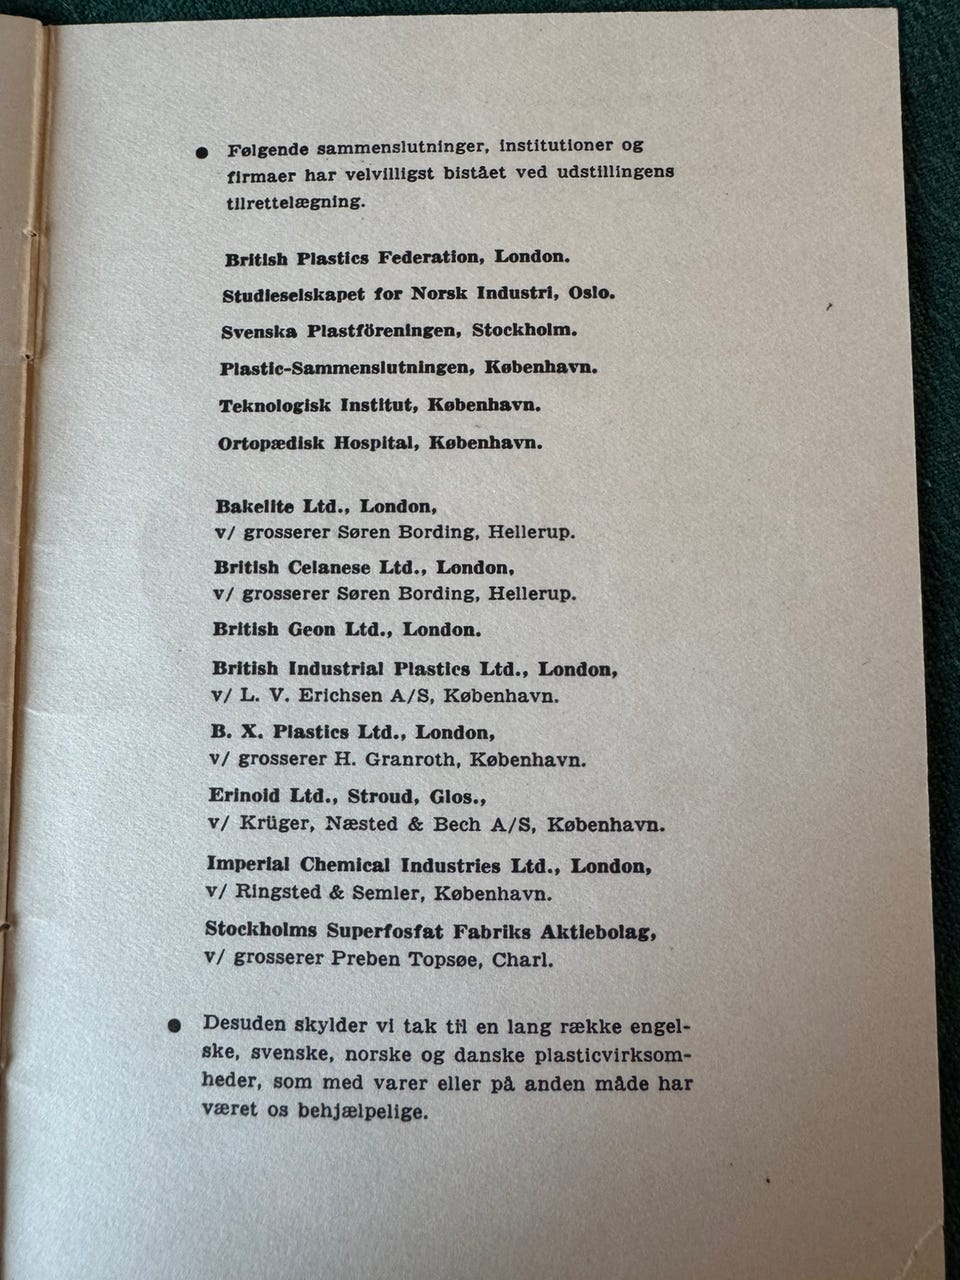 ● Følgende sammenslutninger, institutioner og
firmaer har velvilligst bistået ved udstillingens
tilrettelægning.
British Plastics Federation, London.
Studieselskapet for Norsk Industri, Oslo.
Svenska Plastföreningen, Stockholm.
Plastic-Sammenslutningen, København.
Teknologisk Institut, København.
Ortopædisk Hospital, København.
Bakelite Ltd., London,
v/ grosserer Søren Bording, Hellerup.
British Celanese Ltd., London,
v/ grosserer Søren Bording, Hellerup.
British Geon Ltd., London.
British Industrial Plastics Ltd., London,
v/ L. V. Erichsen A/S, København.
B. X. Plastics Ltd., London,
v/ grosserer H. Granroth, København.
Erinoid Ltd., Stroud, Glos.,
v/ Krüger, Næsted & Bech A/S, København.
Imperial Chemical Industries Ltd., London,
v/ Ringsted & Semler, København.
Stockholms Superfosfat Fabriks Aktiebolag,
v/ grosserer Preben Topsøe, Charl.
● Desuden skylder vi tak til en lang række engel-
ske, svenske, norske og danske plasticvirksom-
heder, som med varer eller på anden måde har
været os behjælpelige.